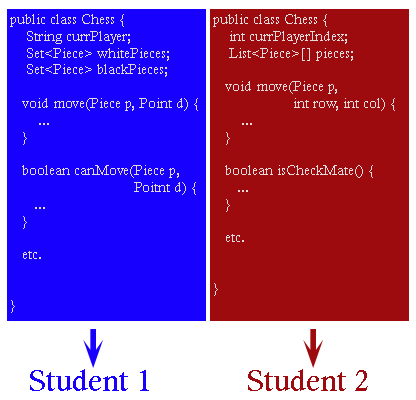 public class Chess {
String currPlayer;
Set<Piece> whitePieces;
Set<Piece> blackPieces;
void move(Piece p, Point d) {
...
}
boolean canMove(Piece p,
Poitnt d) {
...
}
etc.
}
Student 1
public class Chess {
int currPlayerIndex;
List<Piece>[] pieces;
void move(Piece p,
int row, int col) {
...
}
boolean isCheckMate() {
...
}
etc.
}
Student 2